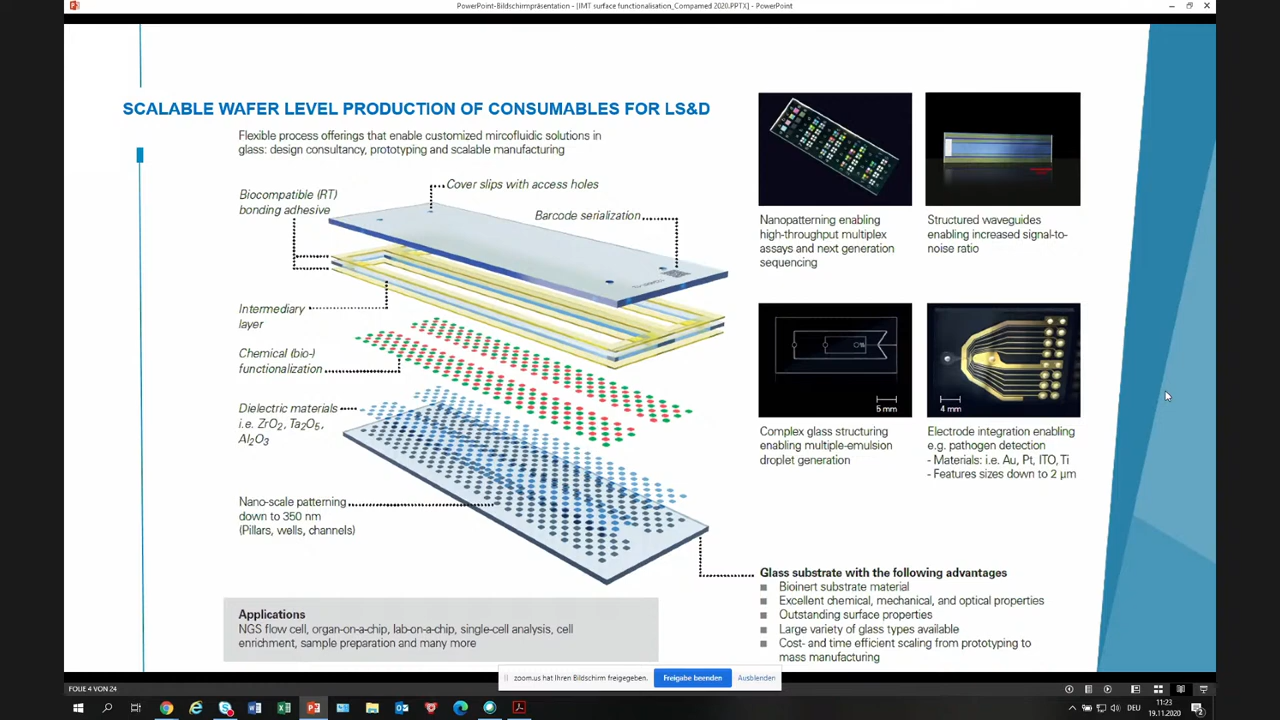 PowerPoint-Bildschirmpräsentation - [IMT surface functionalisation_Compamed 2020.PPTX] - PowerPoint
SCALABLE WAFER LEVEL PRODUCTION OF CONSUMABLES FOR LS&D
Flexible process offerings that enable customized mircofluidic solutions in
glass: design consultancy, prototyping and scalable manufacturing
Cover slips with access holes
Biocompatible (RT)
bonding adhesive
Barcode serialization
Intermediary
layer
Chemical (bio-)
functionalization
Dielectric materials
i.e. ZrO2, Ta2O5,
Al2O3
Nano-scale patterning
down to 350 nm
(Pillars, wells, channels)
Applications
NGS flow cell, organ-on-a-chip, lab-on-a-chip, single-cell analysis, cell
enrichment, sample preparation and many more
Nanopatterning enabling
high-throughput multiplex
assays and next generation
sequencing
Structured waveguides
enabling increased signal-to-
noise ratio
5 mm
4 mm
Complex glass structuring
enabling multiple-emulsion
droplet generation
Electrode integration enabling
e.g. pathogen detection
- Materials: i.e. Au, Pt, ITO, Ti
- Features sizes down to 2 µm
Glass substrate with the following advantages
Bioinert substrate material
Excellent chemical, mechanical, and optical properties
Outstanding surface properties
Large variety of glass types available
Cost- and time efficient scaling from prototyping to
mass manufacturing
zoom.us hat Ihren Bildschirm freigegeben.
Freigabe beenden
Ausblenden
FOLIE 4 VON 24
DEU
11:23
19.11.2020
2